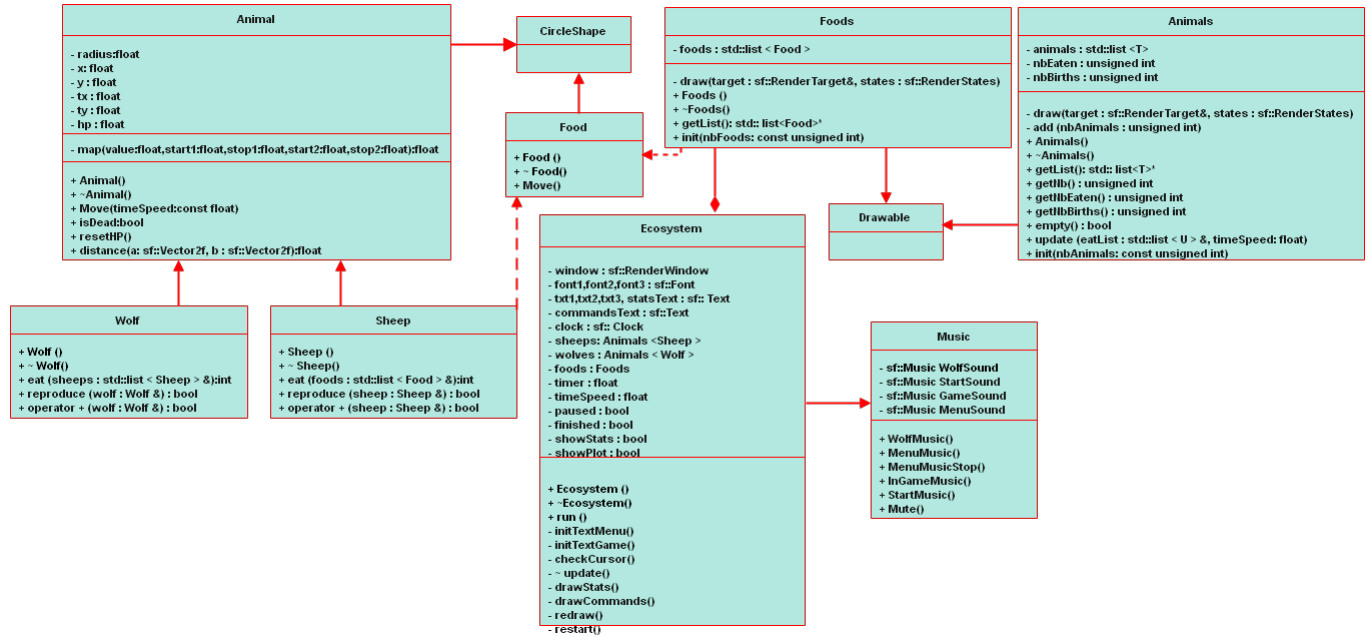 Animal
- radius:float
- x: float
- y : float
- tx : float
- ty : float
- hp : float
- map(value:float,start1:float,stop1:float,start2:float,stop2:float):float
+ Animal()
+ ~Animal()
+ Move(timeSpeed:const float)
+ isDead:bool
+ resetHP()
+ distance(a: sf::Vector2f, b : sf::Vector2f):float
CircleShape
Food
+ Food ()
+ ~ Food()
+ Move()
Foods
- foods : std::list < Food >
- draw(target : sf::RenderTarget&, states : sf::RenderStates)
+ Foods ()
+ ~Foods()
+ getList(): std:: list<Food>*
+ init(nbFoods: const unsigned int)
Animals
- animals : std::list <T>
- nbEaten : unsigned int
- nbBirths : unsigned int
- draw(target : sf::RenderTarget&, states : sf::RenderStates)
- add (nbAnimals : unsigned int)
+ Animals()
+ ~Animals()
+ getList(): std:: list<T>*
+ getNb() : unsigned int
+ getNbEaten() : unsigned int
+ getNbBirths() : unsigned int
+ empty() : bool
+ update (eatList : std::list < U > &, timeSpeed: float)
+ init(nbAnimals: const unsigned int)
Drawable
Wolf
+ Wolf ()
+ ~ Wolf()
+ eat (sheeps : std::list < Sheep > &):int
+ reproduce (wolf : Wolf &) : bool
+ operator + (wolf : Wolf &) : bool
Sheep
+ Sheep ()
+ ~ Sheep()
+ eat (foods : std::list < Food > &):int
+ reproduce (sheep : Sheep &) : bool
+ operator + (sheep : Sheep &) : bool
Ecosystem
- window : sf::RenderWindow
- font1,font2,font3 : sf::Font
- txt1,txt2,txt3, statsText : sf:: Text
- commandsText : sf::Text
- clock : sf:: Clock
- sheeps: Animals <Sheep >
- wolves : Animals < Wolf >
- foods : Foods
- timer : float
- timeSpeed : float
- paused : bool
- finished : bool
- showStats : bool
- showPlot : bool
+ Ecosystem ()
+ ~Ecosystem()
+ run ()
- initTextMenu()
- initTextGame()
- checkCursor()
- ~ update()
- drawStats()
- drawCommands()
- redraw()
- restart()
Music
- sf::Music WolfSound
- sf::Music StartSound
- sf::Music GameSound
- sf::Music MenuSound
+ WolfMusic()
+ MenuMusic()
+ MenuMusicStop()
+ InGameMusic()
+ StartMusic()
+ Mute()